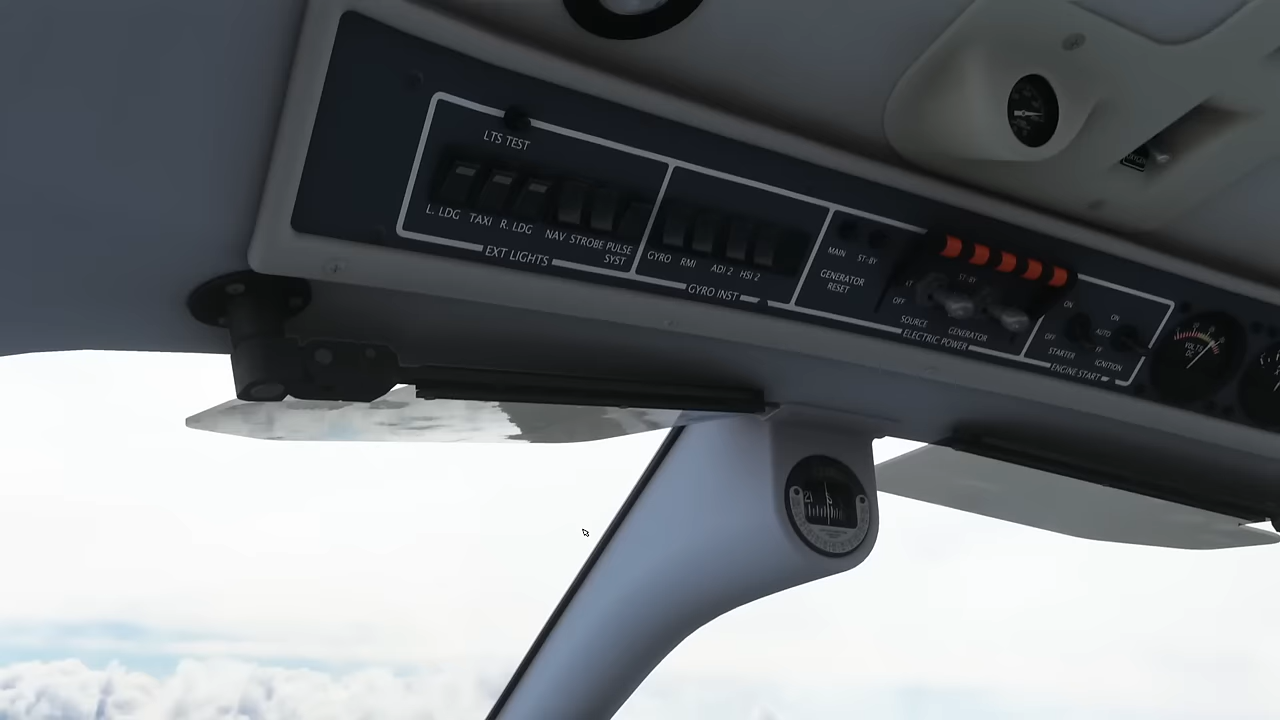 LTS TEST
L. LDG
TAXI
R. LDG
NAV
STROBE
PULSE
SYST
EXT LIGHTS
GYRO
RMI
ADI 2
HSI 2
GYRO INST
MAIN
ST-BY
GENERATOR
RESET
ST-BY
OFF
SOURCE
GENERATOR
ELECTRIC POWER
ON
OFF
STARTER
ON
AUTO
IGNITION
ENGINE START
VOLTS
DC